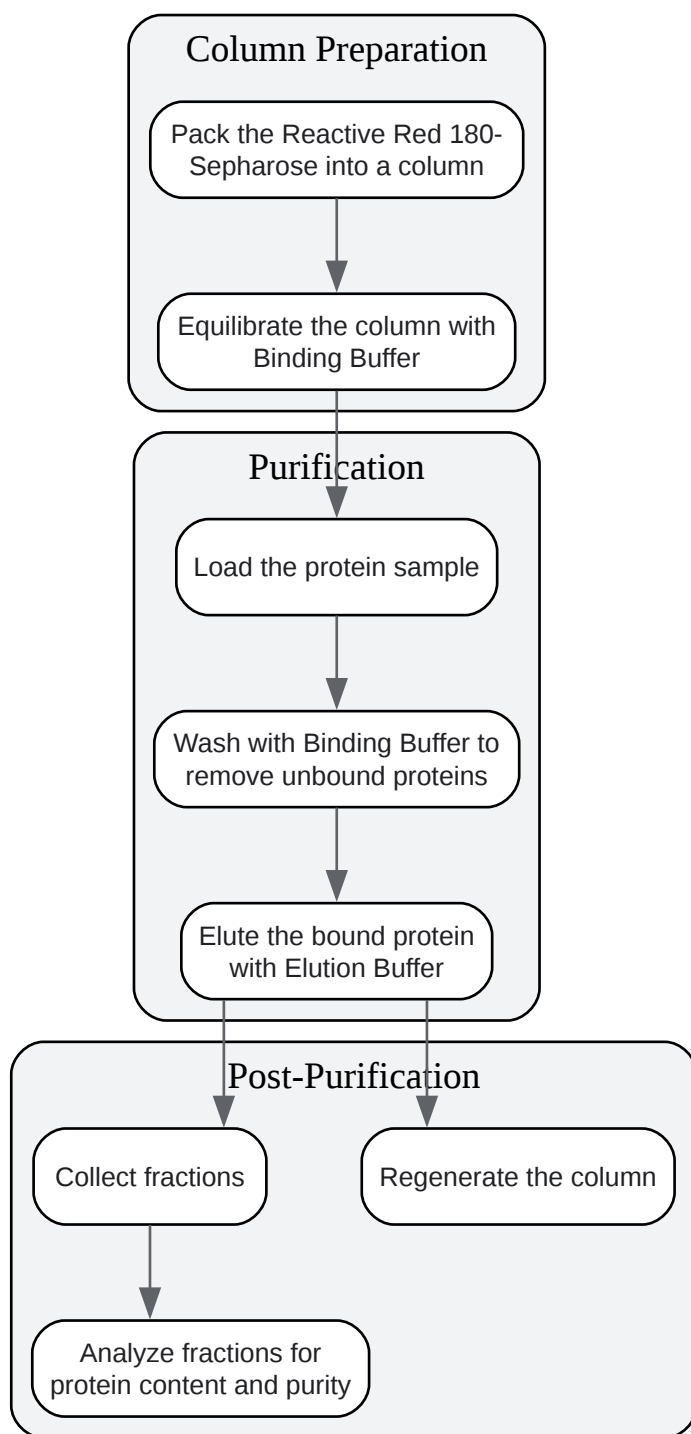 Column Preparation
Pack the Reactive Red 180-
Sepharose into a column
Equilibrate the column with
Binding Buffer
Purification
Load the protein sample
Wash with Binding Buffer to
remove unbound proteins
Elute the bound protein
with Elution Buffer
Post-Purification
Collect fractions
Regenerate the column
Analyze fractions for
protein content and purity